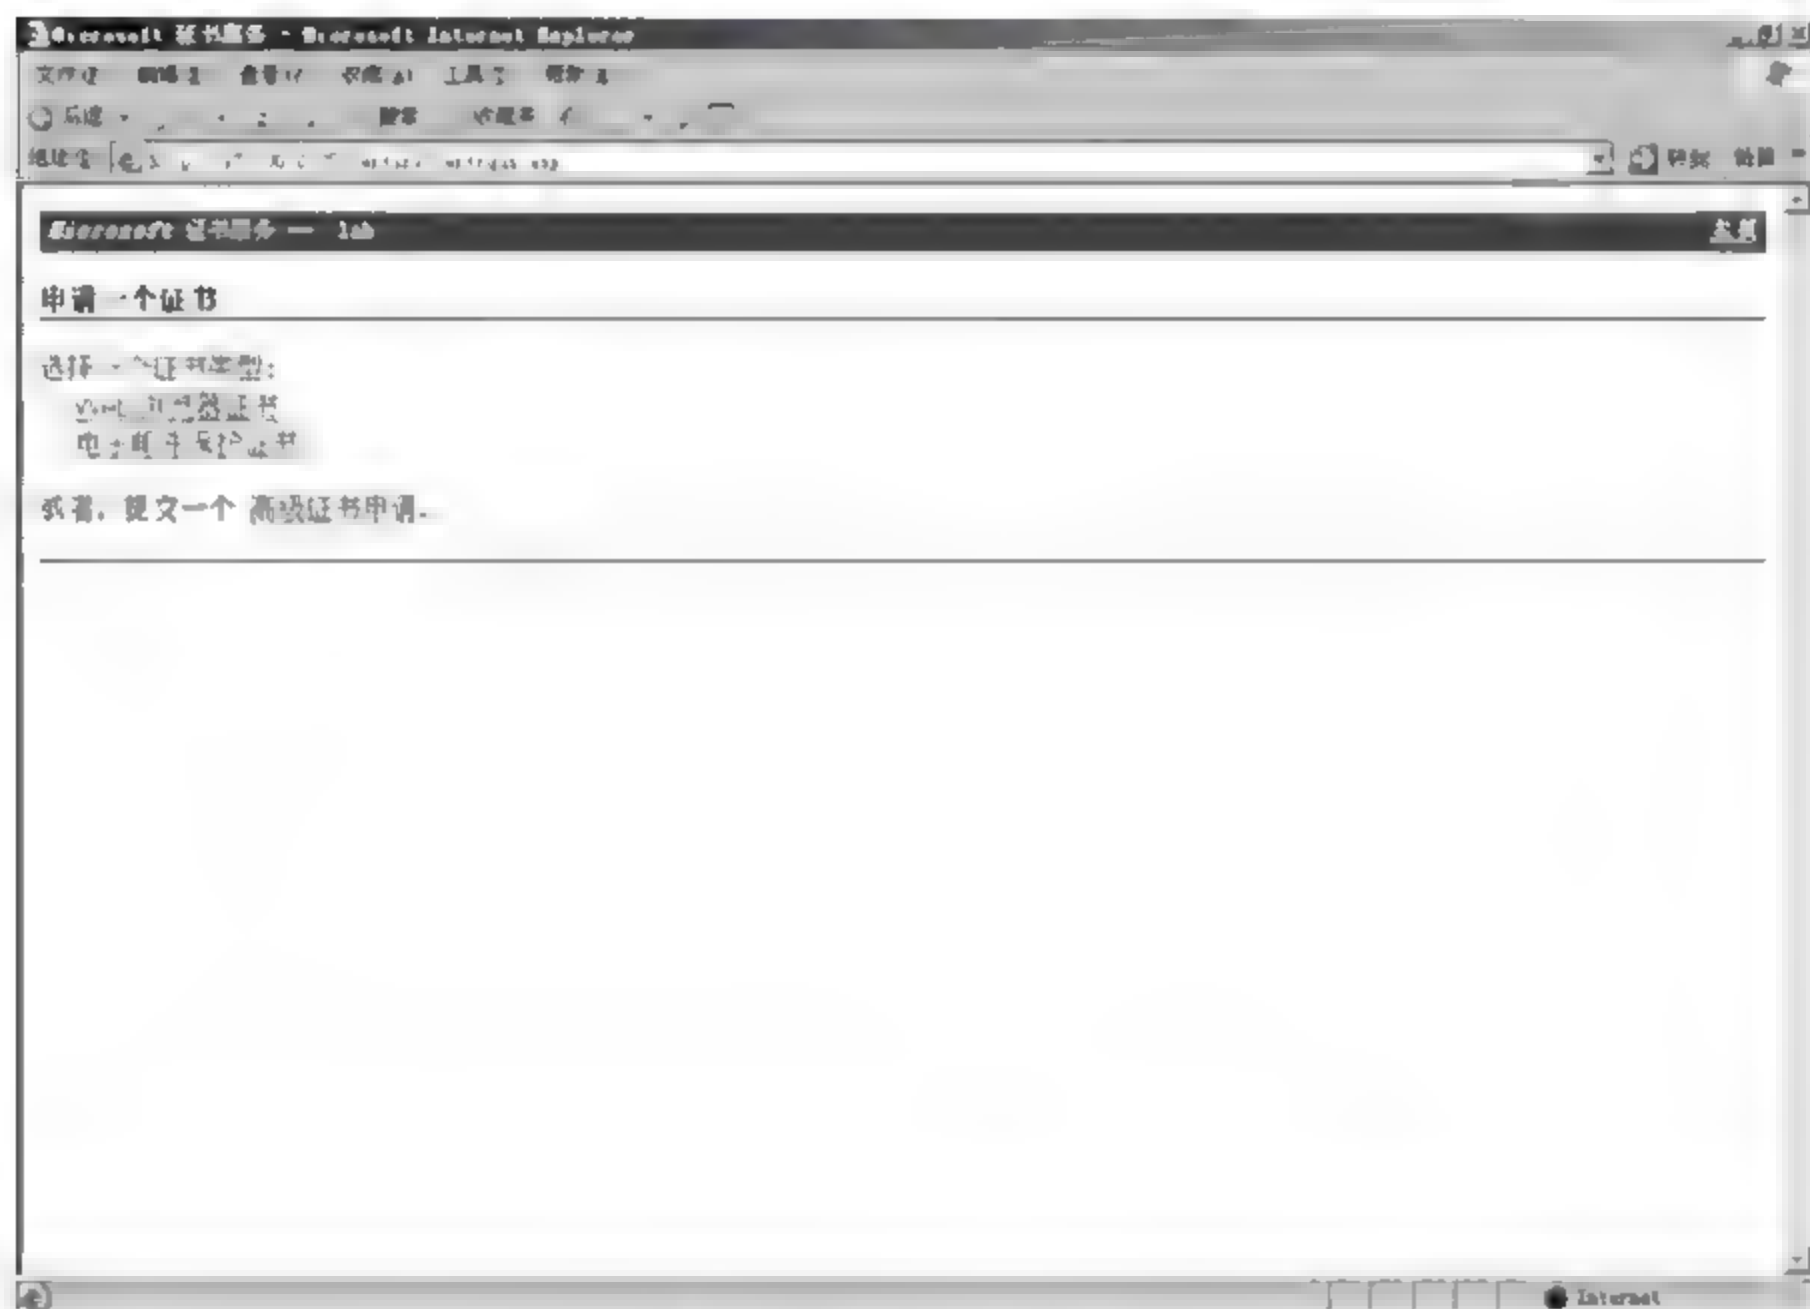 Microsoft 证书服务 - Microsoft Internet Explorer
文件 编辑 查看 收藏 工具 帮助
后退 搜索 收藏夹
地址 转到 链接
Microsoft 证书服务 — lab 主页
申请一个证书
选择一个证书类型:
Web 浏览器证书
电子邮件保护证书
或者, 提交一个 高级证书申请.
Internet